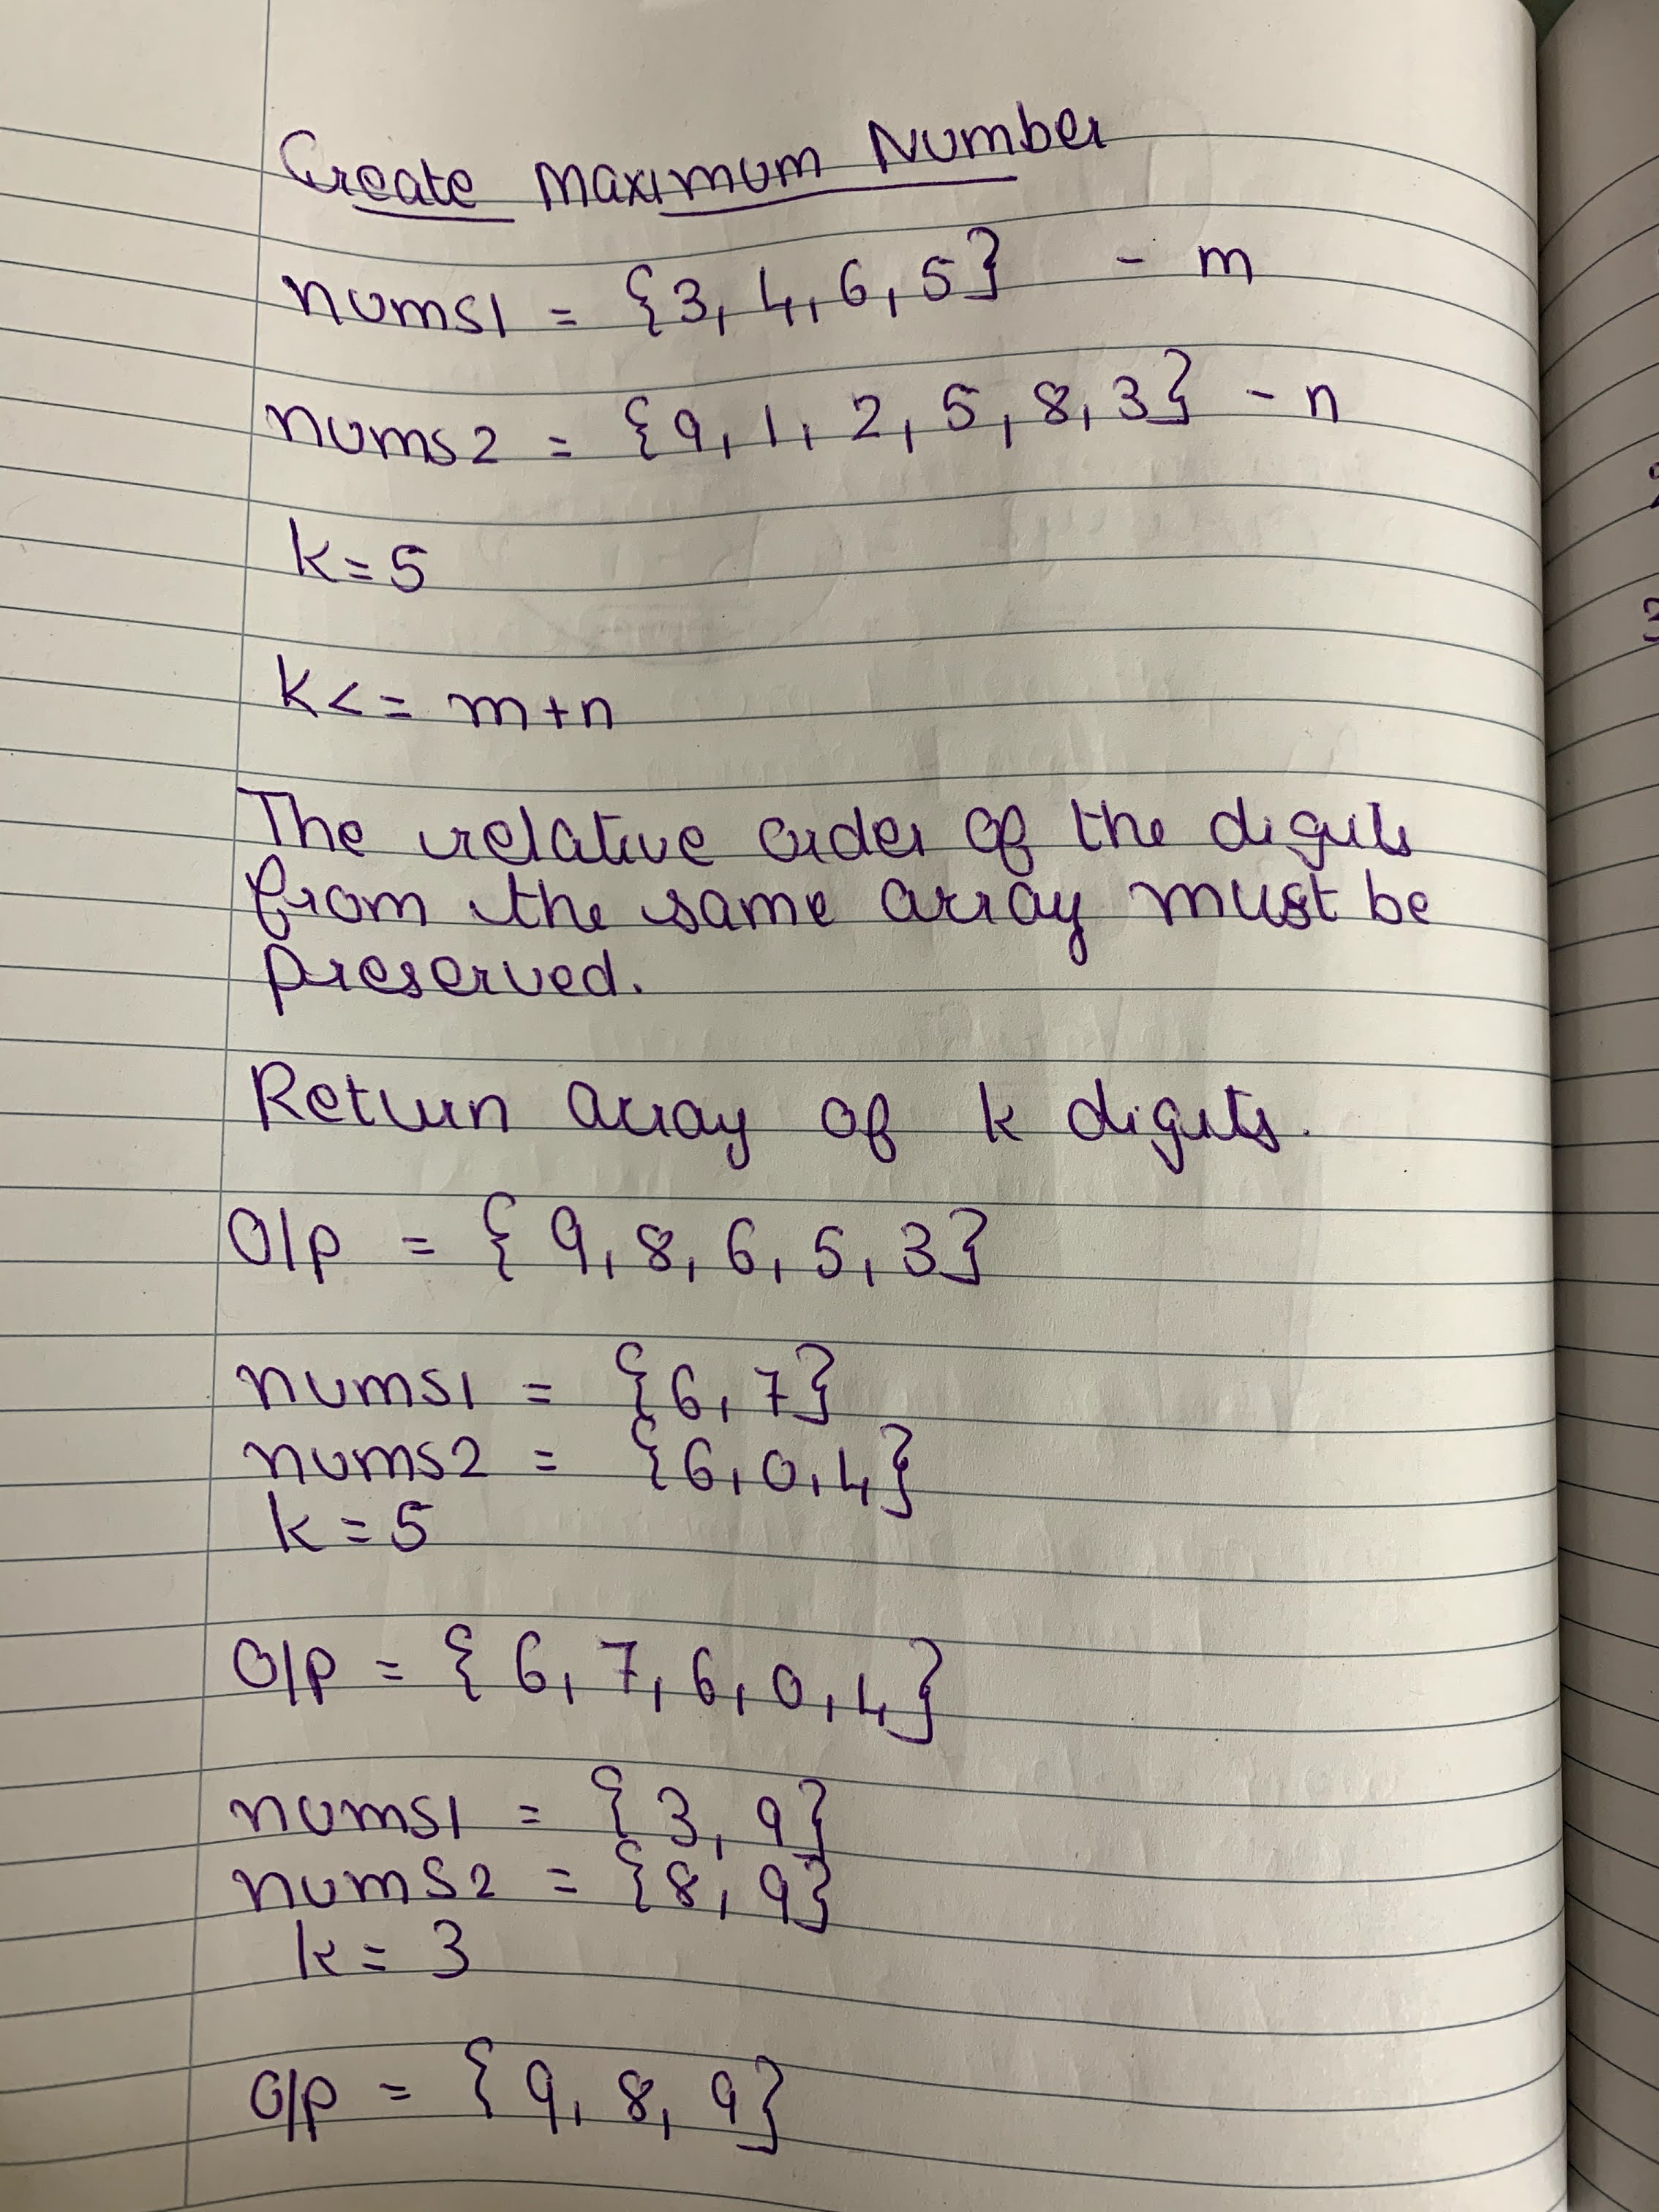 Create Maximum Number
nums1 = {3, 4, 6, 5} - m
nums2 = {9, 1, 2, 5, 8, 3} - n
k = 5
k <= m+n
The relative order of the digits
from the same array must be
preserved.
Return array of k digits.
O/p = { 9, 8, 6, 5, 3}
nums1 = {6, 7}
nums2 = {6, 0, 4}
k = 5
O/p = { 6, 7, 6, 0, 4}
nums1 = { 3, 9}
nums2 = {8, 9}
k = 3
O/p = { 9, 8, 9}